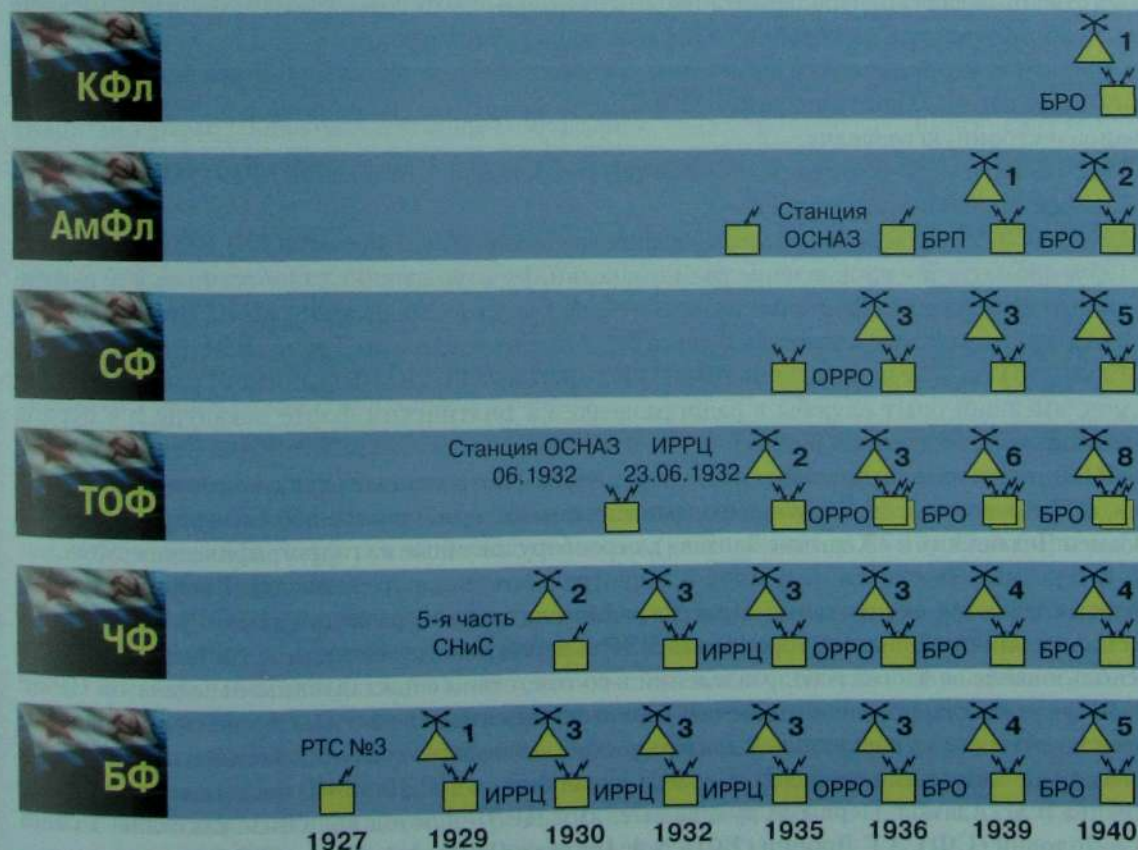 КФл
1
БРО
АмФл
1 2
Станция
ОСНАЗ БРП БРО
СФ
3 3 5
ОРРО
ТОФ
Станция ОСНАЗ ИРРЦ
06.1932 23.06.1932
2 3 6 8
ОРРО БРО БРО
ЧФ
2 3 3 3 4 4
5-я часть
СНиС
ИРРЦ ОРРО БРО БРО
БФ
РТС №3
1 3 3 3 3 4 5
ИРРЦ ИРРЦ ИРРЦ ОРРО БРО БРО
1927 1929 1930 1932 1935 1936 1939 1940